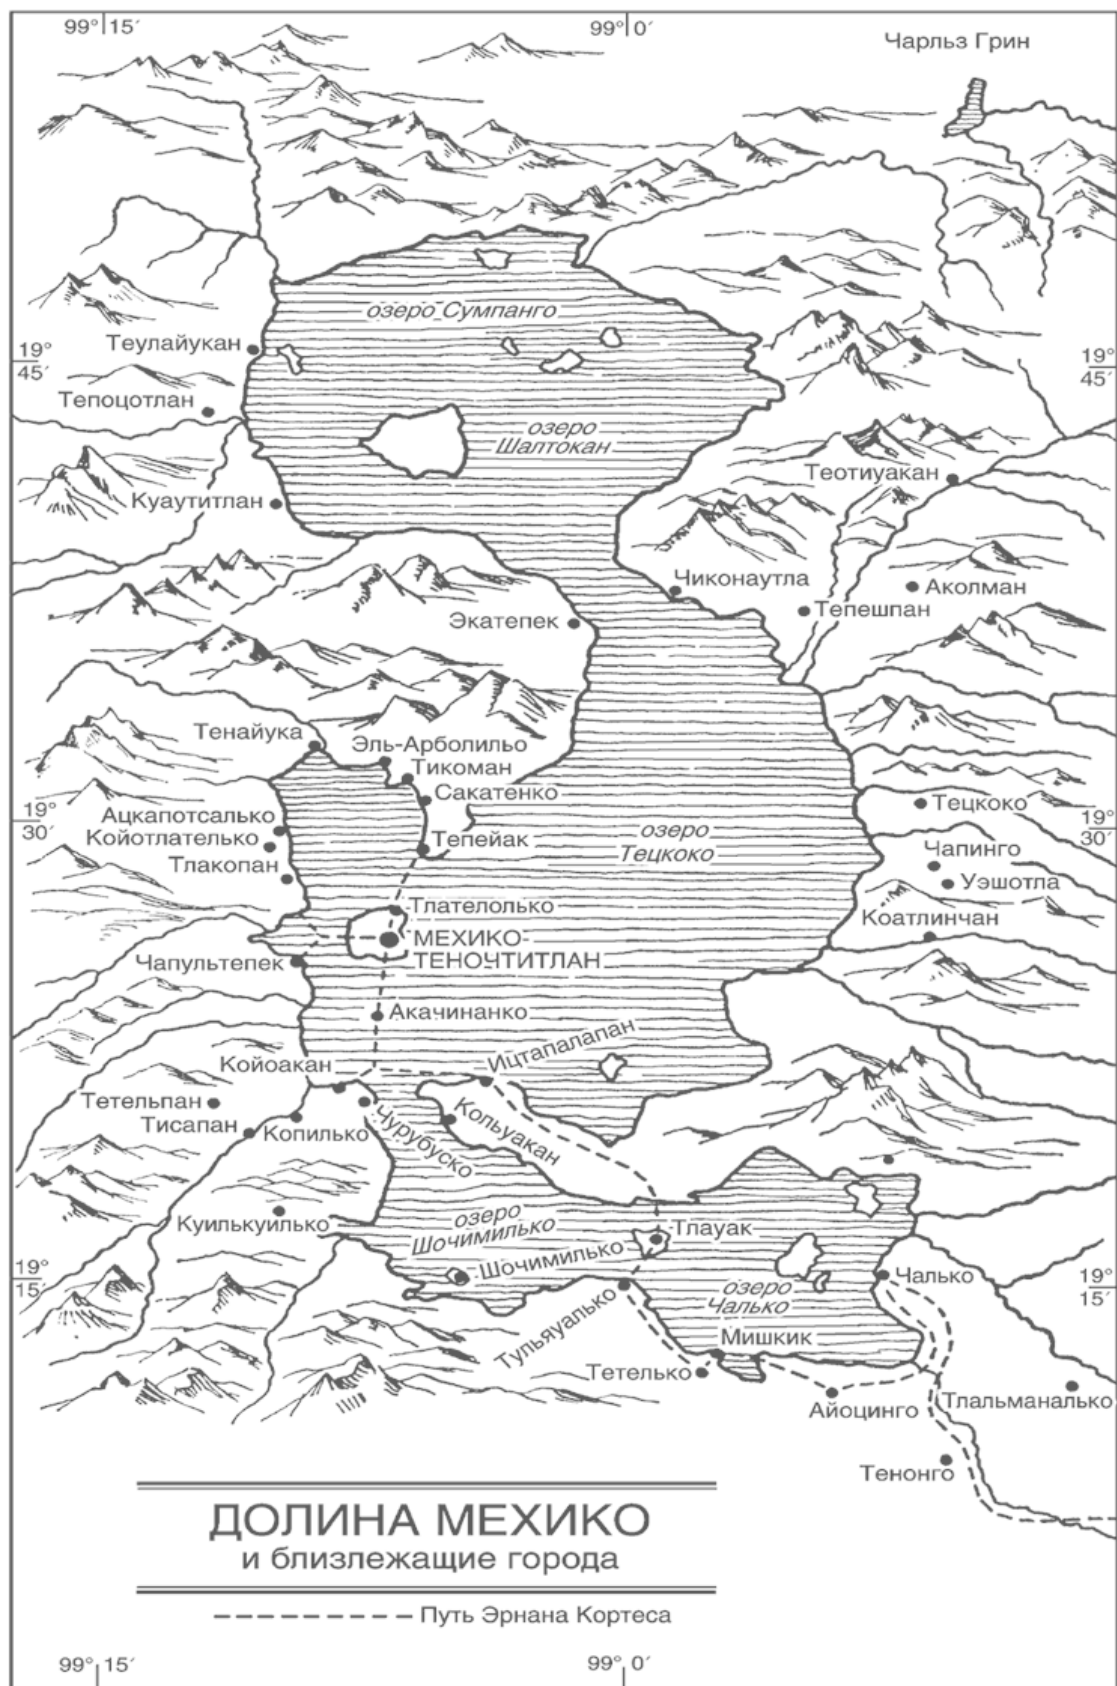 99° 15′
99° 0′
Чарльз Грин
озеро Сумпанго
Теулайукан
19°
45′
19°
45′
Тепоцотлан
озеро
Шалтокан
Теотиуакан
Куаутитлан
Чиконаутла
Аколман
Тепешпан
Экатепек
Тенайука
Эль-Арболильо
Тикоман
Сакатенко
Тецкоко
Ацкапотсалько
19°
30′
19°
30′
Койотлателько
озеро
Тецкоко
Тепейак
Чапинго
Тлакопан
Уэшотла
Тлателолько
Коатлинчан
МЕХИКО-
ТЕНОЧТИТЛАН
Чапультепек
Акачинанко
Ицтапалапан
Койоакан
Тетельпан
Тисапан
Копилько
Чурубуско
Кольуакан
Куилькуилько
озеро
Шочимилько
Тлауак
Шочимилько
19°
15′
Чалько
19°
15′
озеро
Чалько
Тульяуалько
Мишкик
Тетелько
Айоцинго
Тлальманалько
Тенонго
ДОЛИНА МЕХИКО
и близлежащие города
Путь Эрнана Кортеса
99° 15′
99° 0′